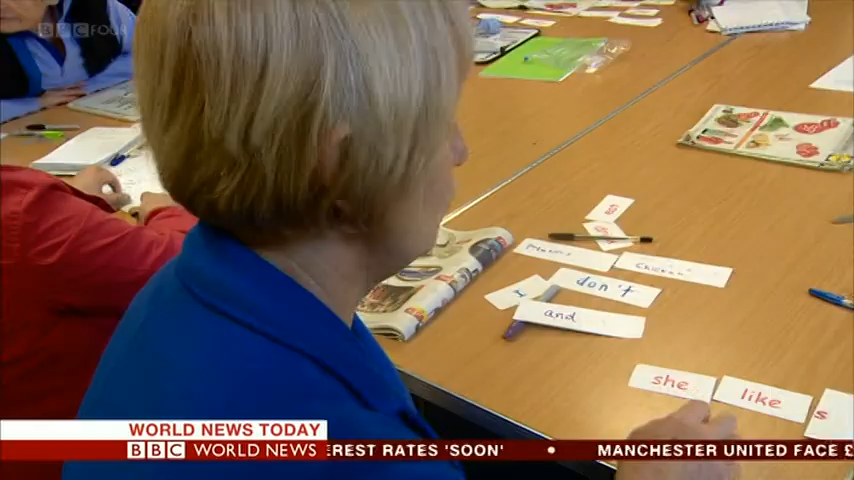 BBC FOUR
don't
and
she
like
s
WORLD NEWS TODAY
BBC WORLD NEWS
EREST RATES 'SOON' • MANCHESTER UNITED FACE £